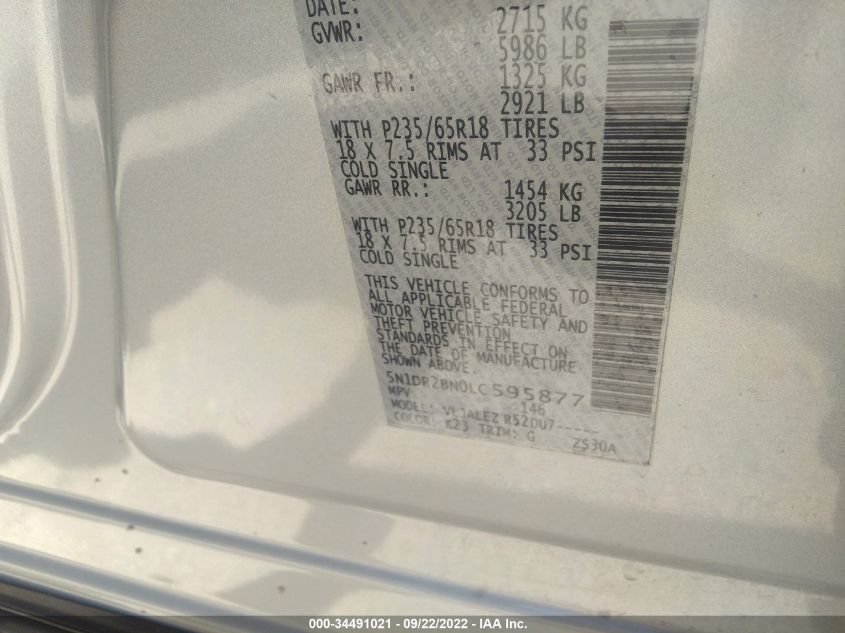 DATE:
GVWR: 2715 KG
5986 LB
GAWR FR.: 1325 KG
2921 LB
WITH P235/65R18 TIRES
18 X 7.5 RIMS AT 33 PSI
COLD SINGLE
GAWR RR.: 1454 KG
3205 LB
WITH P235/65R18 TIRES
18 X 7.5 RIMS AT 33 PSI
COLD SINGLE
THIS VEHICLE CONFORMS TO
ALL APPLICABLE FEDERAL
MOTOR VEHICLE SAFETY AND
THEFT PREVENTION
STANDARDS IN EFFECT ON
THE DATE OF MANUFACTURE
SHOWN ABOVE.
5N1DR2BN0LC595877
MPV 146
MODEL: R52DU7-----
COLOR: K23 TRIM: G ZS30A
000-34491021 - 09/22/2022 - IAA Inc.